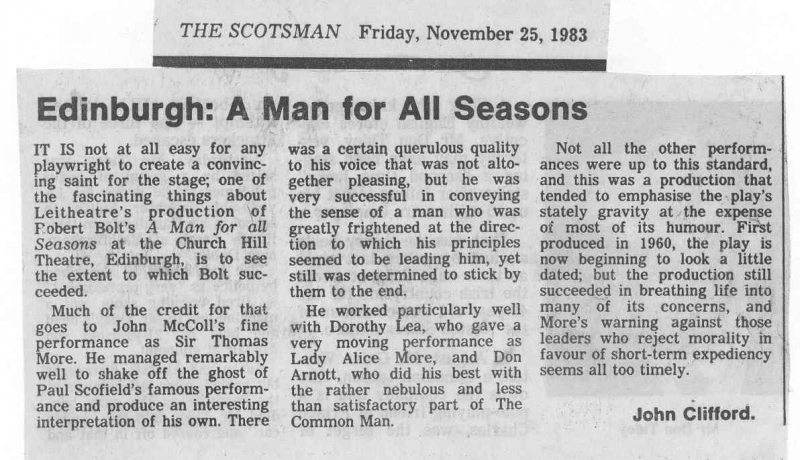 THE SCOTSMAN Friday, November 25, 1983
Edinburgh: A Man for All Seasons
IT IS not at all easy for any
playwright to create a convinc-
ing saint for the stage; one of
the fascinating things about
Leitheatre's production of
Robert Bolt's A Man for all
Seasons at the Church Hill
Theatre, Edinburgh, is to see
the extent to which Bolt suc-
ceeded.
Much of the credit for that
goes to John McColl's fine
performance as Sir Thomas
More. He managed remarkably
well to shake off the ghost of
Paul Scofield's famous perform-
ance and produce an interesting
interpretation of his own. There
was a certain querulous quality
to his voice that was not alto-
gether pleasing, but he was
very successful in conveying
the sense of a man who was
greatly frightened at the direc-
tion to which his principles
seemed to be leading him, yet
still was determined to stick by
them to the end.
He worked particularly well
with Dorothy Lea, who gave a
very moving performance as
Lady Alice More, and Don
Arnott, who did his best with
the rather nebulous and less
than satisfactory part of The
Common Man.
Not all the other perform-
ances were up to this standard,
and this was a production that
tended to emphasise the play's
stately gravity at the expense
of most of its humour. First
produced in 1960, the play is
now beginning to look a little
dated; but the production still
succeeded in breathing life into
many of its concerns, and
More's warning against those
leaders who reject morality in
favour of short-term expediency
seems all too timely.
John Clifford.